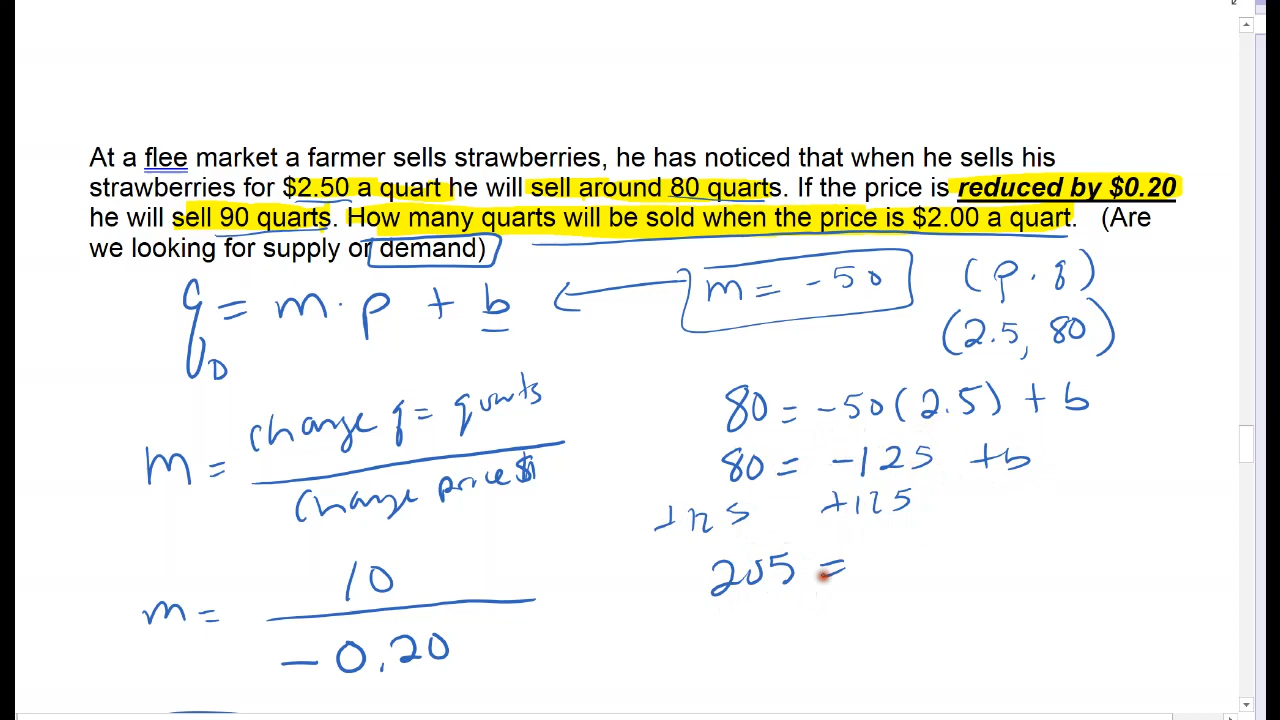 At a flee market a farmer sells strawberries, he has noticed that when he sells his
strawberries for $2.50 a quart he will sell around 80 quarts. If the price is reduced by $0.20
he will sell 90 quarts. How many quarts will be sold when the price is $2.00 a quart. (Are
we looking for supply or demand)
q_D = m · p + b ← m = -50 (p . q)
(2.5, 80)
m = change q = quarts / change price $
80 = -50(2.5) + b
80 = -125 + b
+125 +125
205 =
m = 10 / -0.20